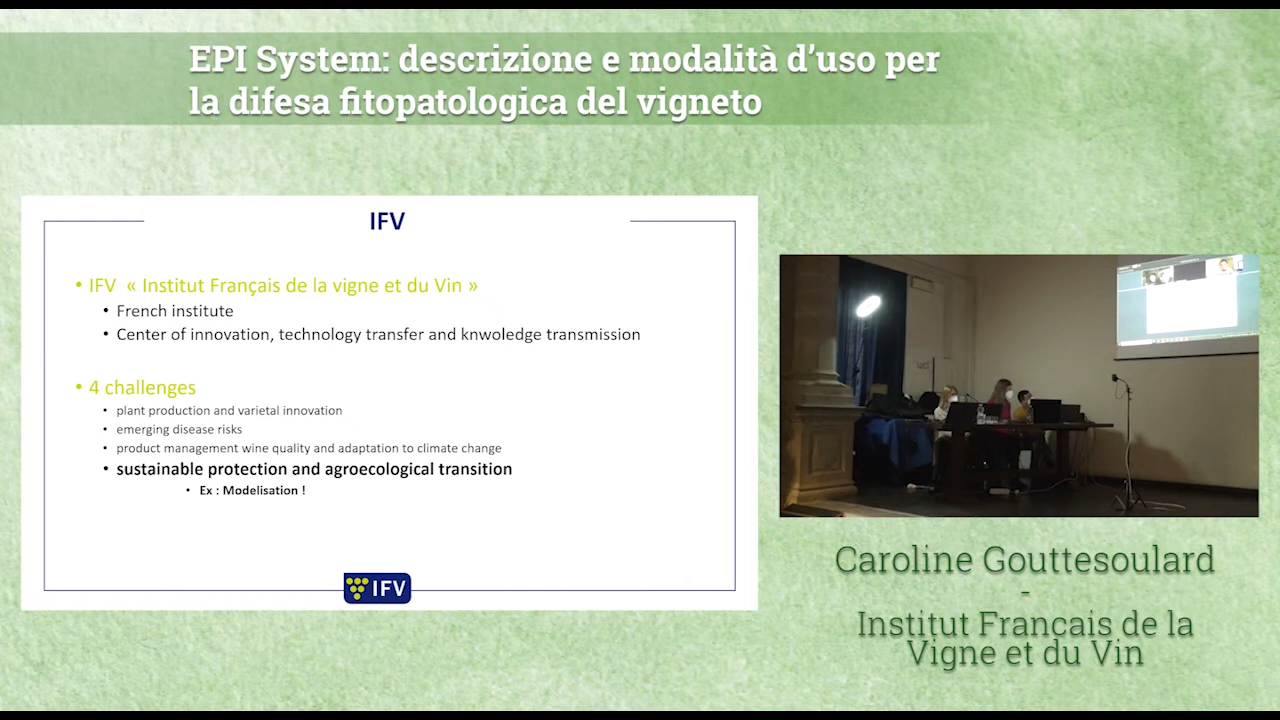 EPI System: descrizione e modalità d'uso per
la difesa fitopatologica del vigneto
IFV
• IFV « Institut Français de la vigne et du Vin »
• French institute
• Center of innovation, technology transfer and knwoledge transmission
• 4 challenges
• plant production and varietal innovation
• emerging disease risks
• product management wine quality and adaptation to climate change
• sustainable protection and agroecological transition
• Ex : Modelisation !
IFV
Caroline Gouttesoulard
-
Institut Francais de la
Vigne et du Vin